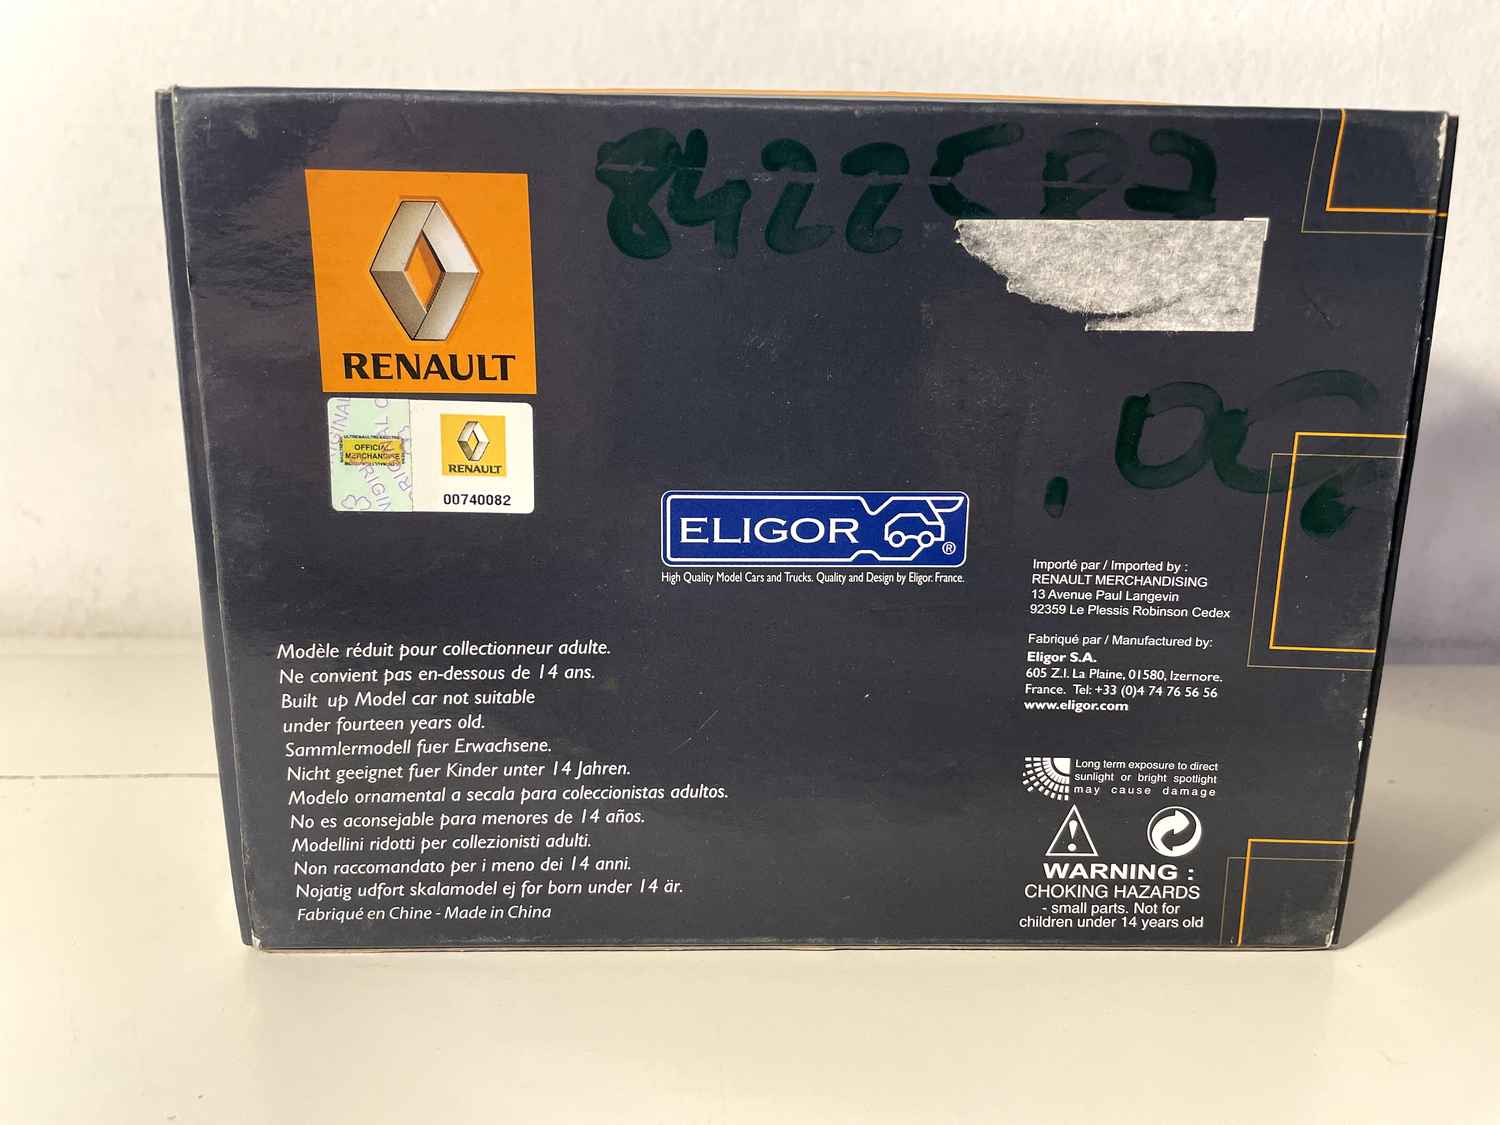 8422CP2
RENAULT
ORIGINAL
OFFICIAL
MERCHANDISE
RENAULT
00740082
ELIGOR
®
High Quality Model Cars and Trucks. Quality and Design by Eligor. France.
Importé par / Imported by :
RENAULT MERCHANDISING
13 Avenue Paul Langevin
92359 Le Plessis Robinson Cedex
Fabriqué par / Manufactured by:
Eligor S.A.
605 Z.I. La Plaine, 01580, Izernore.
France. Tel: +33 (0)4 74 76 56 56
www.eligor.com
Modèle réduit pour collectionneur adulte.
Ne convient pas en-dessous de 14 ans.
Built up Model car not suitable
under fourteen years old.
Sammlermodell fuer Erwachsene.
Nicht geeignet fuer Kinder unter 14 Jahren.
Modelo ornamental a secala para coleccionistas adultos.
No es aconsejable para menores de 14 años.
Modellini ridotti per collezionisti adulti.
Non raccomandato per i meno dei 14 anni.
Nojatig udfort skalamodel ej for born under 14 är.
Fabriqué en Chine - Made in China
Long term exposure to direct
sunlight or bright spotlight
may cause damage
WARNING :
CHOKING HAZARDS
- small parts. Not for
children under 14 years old